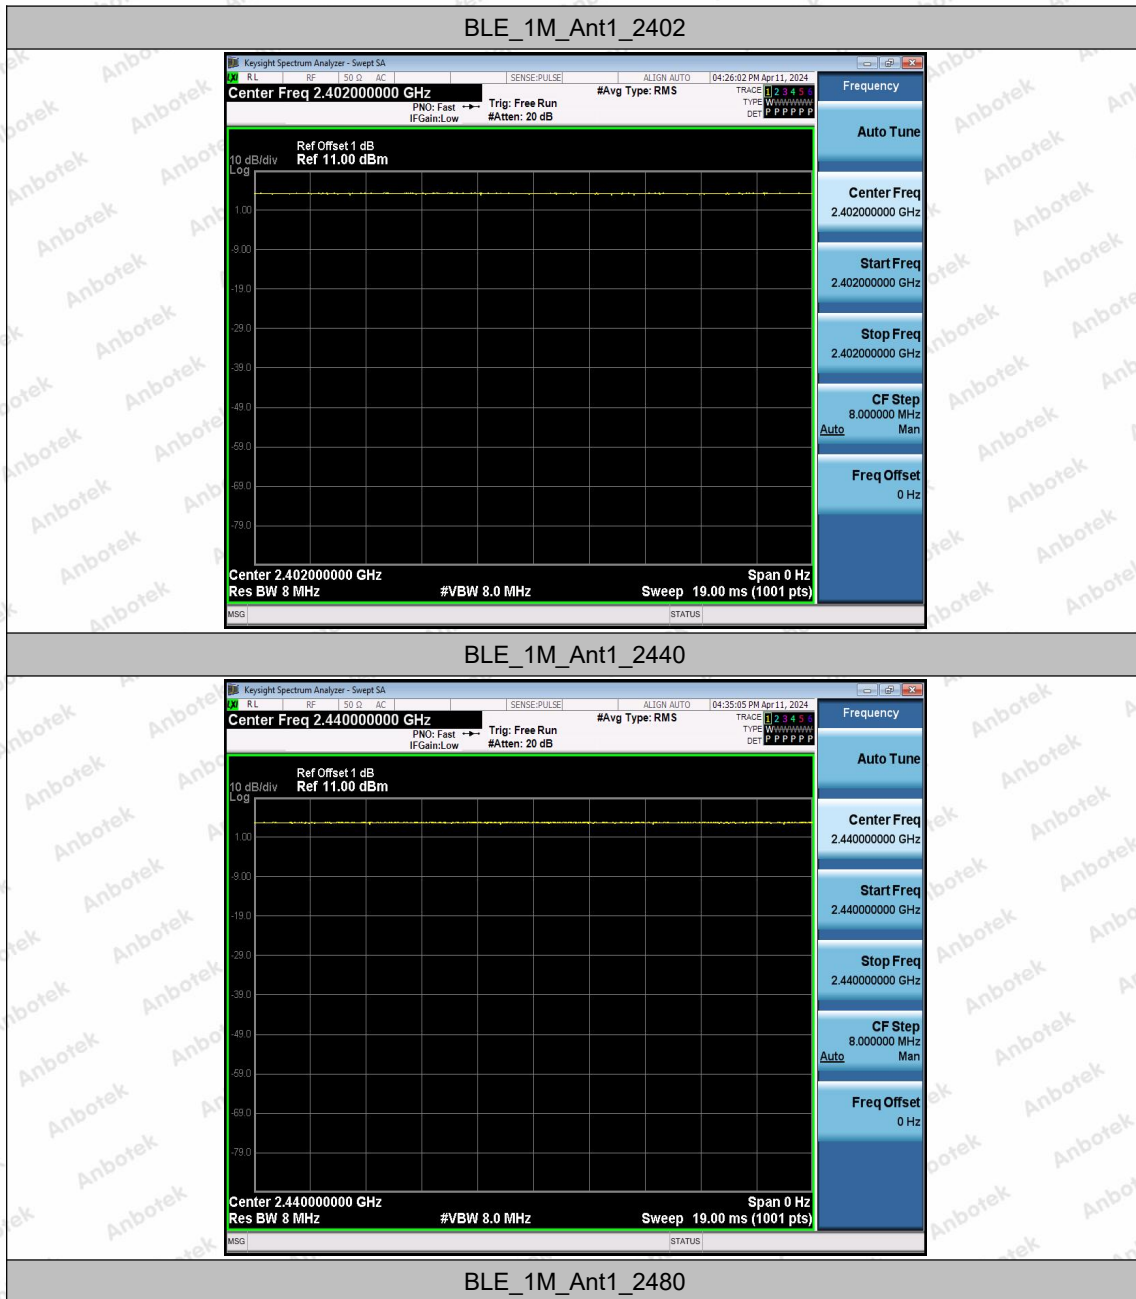 BLE_1M_Ant1_2402
Keysight Spectrum Analyzer - Swept SA
LXI RL RF 50 Ω AC SENSE:PULSE ALIGN AUTO 04:26:02 PM Apr 11, 2024
Center Freq 2.402000000 GHz #Avg Type: RMS TRACE 1 2 3 4 5 6
PNO: Fast Trig: Free Run TYPE WWWWWW
IFGain:Low #Atten: 20 dB DET P P P P P P
Frequency
Auto Tune
Center Freq
2.402000000 GHz
Start Freq
2.402000000 GHz
Stop Freq
2.402000000 GHz
CF Step
8.000000 MHz
Auto Man
Freq Offset
0 Hz
Ref Offset 1 dB
10 dB/div Ref 11.00 dBm
Log
1.00
-9.00
-19.0
-29.0
-39.0
-49.0
-59.0
-69.0
-79.0
Center 2.402000000 GHz Span 0 Hz
Res BW 8 MHz #VBW 8.0 MHz Sweep 19.00 ms (1001 pts)
MSG STATUS
BLE_1M_Ant1_2440
Keysight Spectrum Analyzer - Swept SA
LXI RL RF 50 Ω AC SENSE:PULSE ALIGN AUTO 04:35:05 PM Apr 11, 2024
Center Freq 2.440000000 GHz #Avg Type: RMS TRACE 1 2 3 4 5 6
PNO: Fast Trig: Free Run TYPE WWWWWW
IFGain:Low #Atten: 20 dB DET P P P P P P
Frequency
Auto Tune
Center Freq
2.440000000 GHz
Start Freq
2.440000000 GHz
Stop Freq
2.440000000 GHz
CF Step
8.000000 MHz
Auto Man
Freq Offset
0 Hz
Ref Offset 1 dB
10 dB/div Ref 11.00 dBm
Log
1.00
-9.00
-19.0
-29.0
-39.0
-49.0
-59.0
-69.0
-79.0
Center 2.440000000 GHz Span 0 Hz
Res BW 8 MHz #VBW 8.0 MHz Sweep 19.00 ms (1001 pts)
MSG STATUS
BLE_1M_Ant1_2480